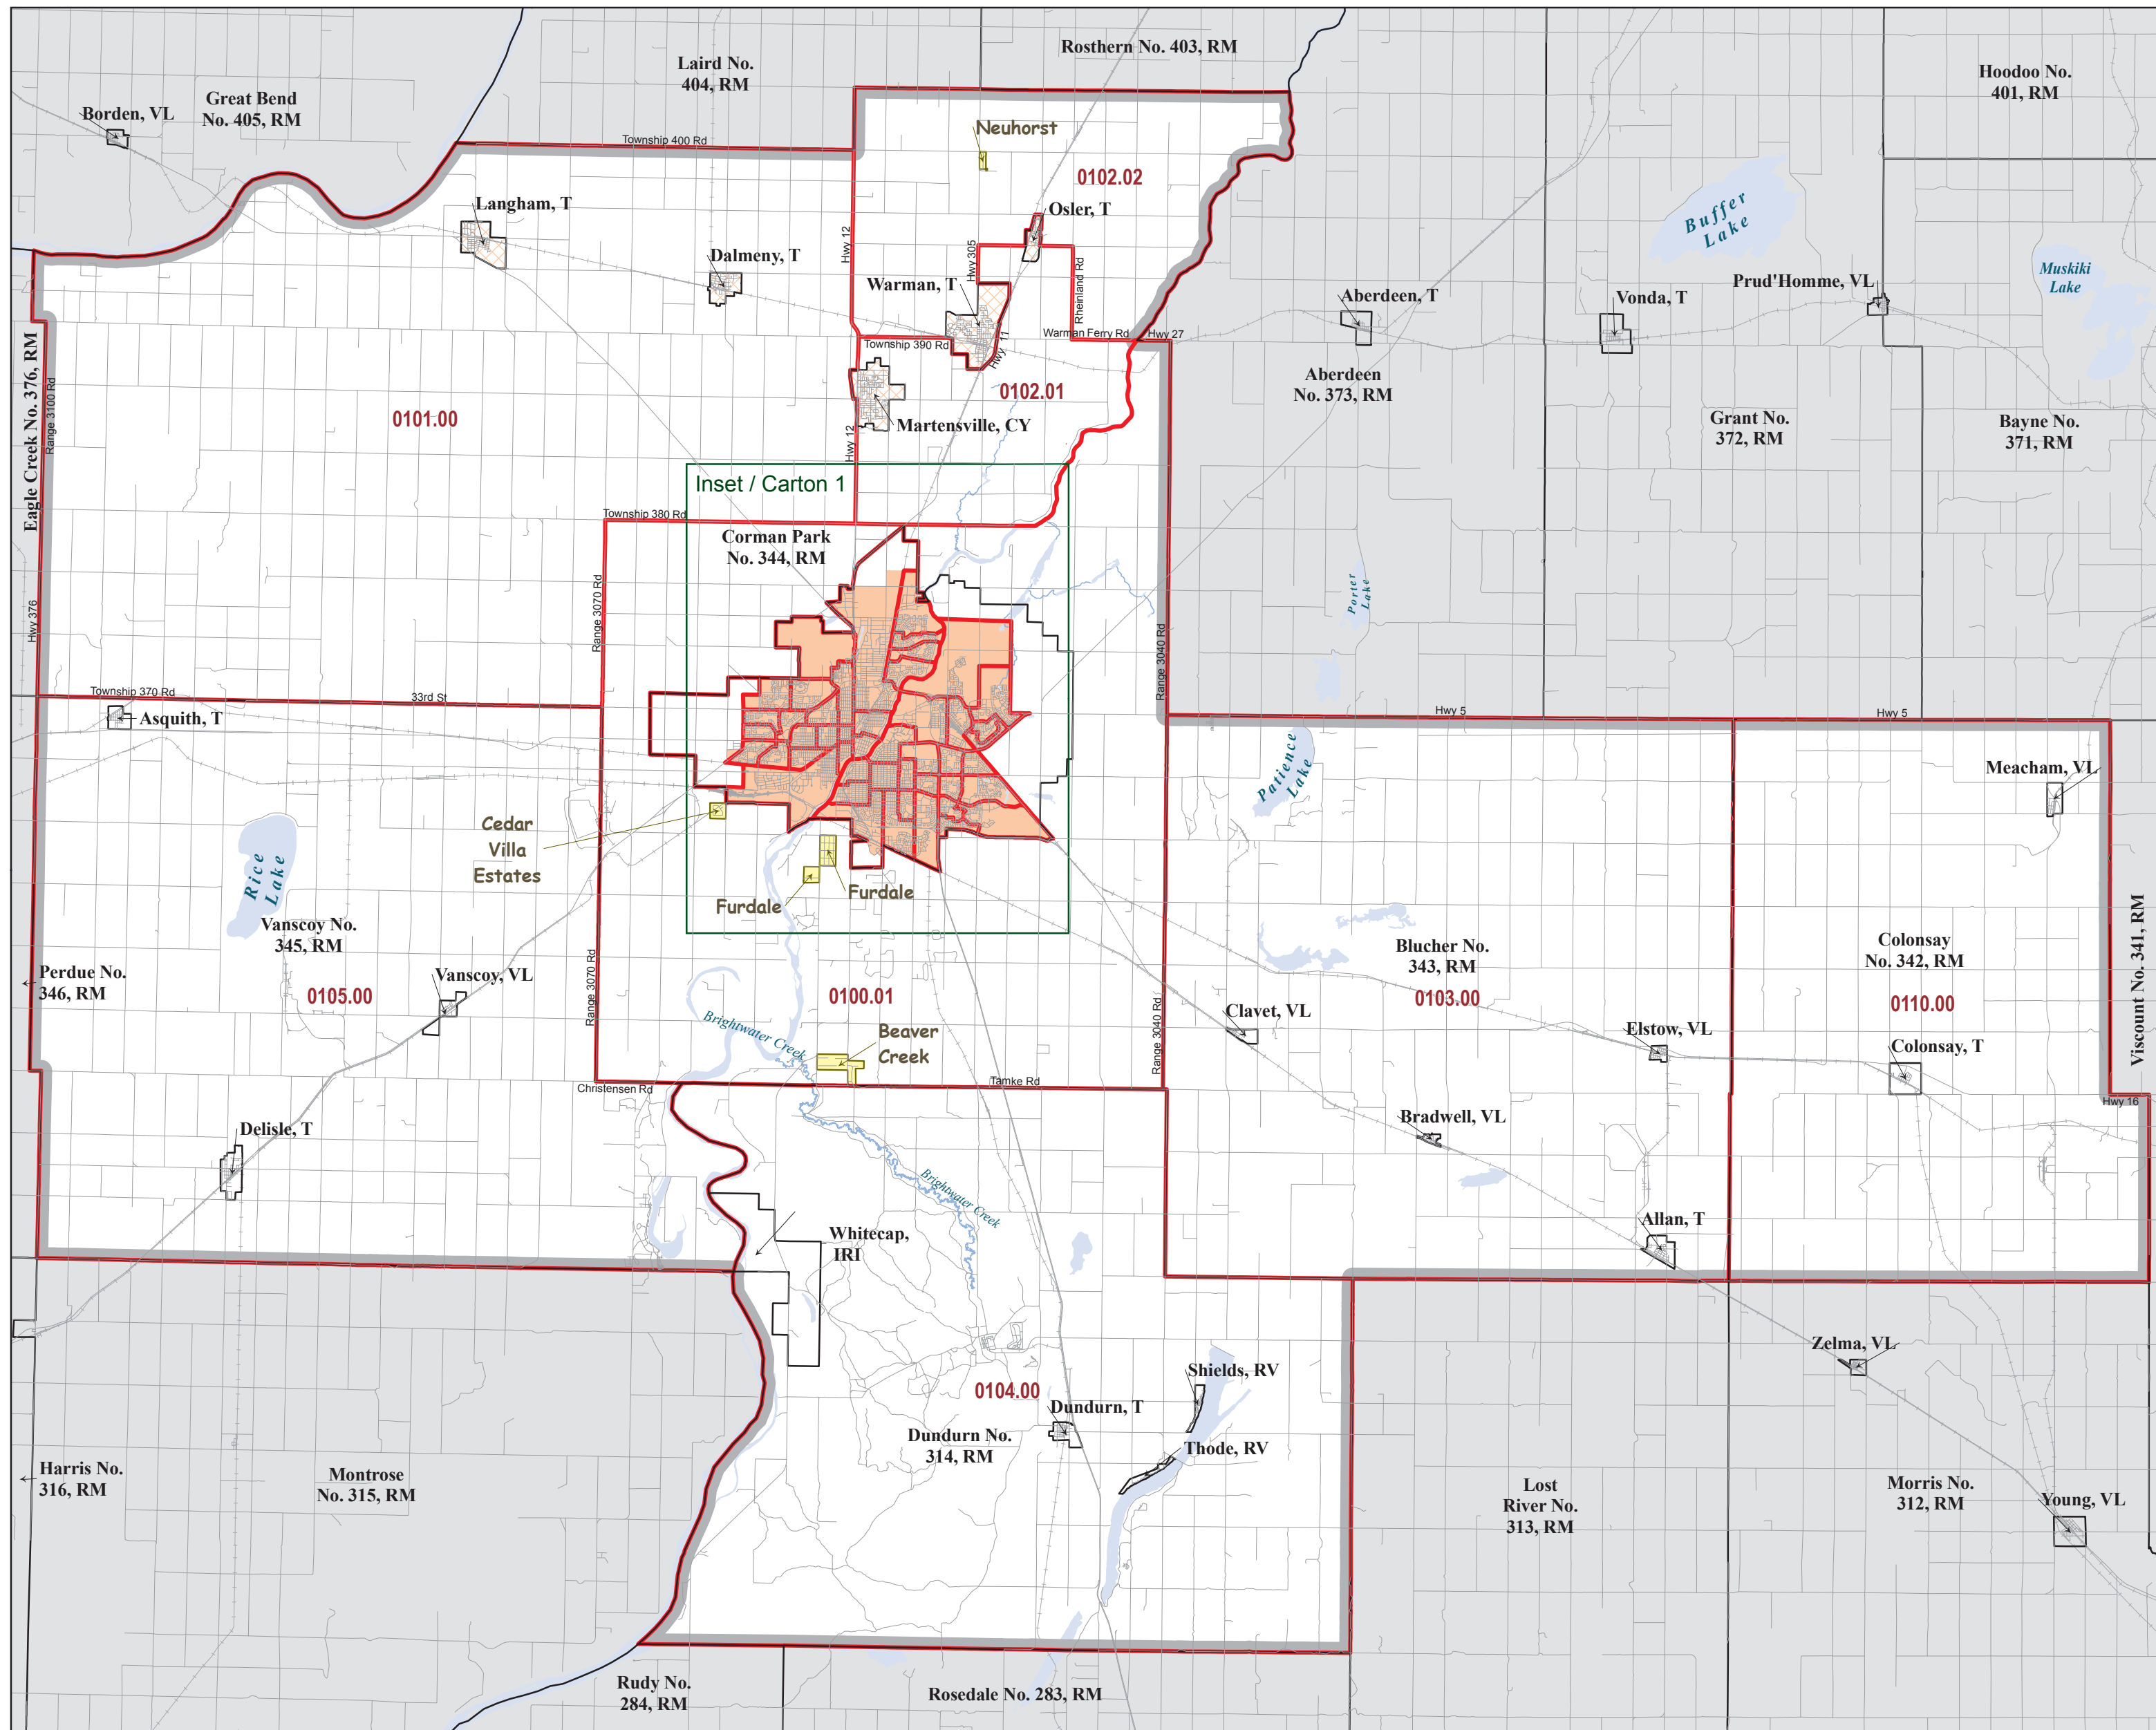 Rosthern No. 403, RM
Laird No.
404, RM
Hoodoo No.
401, RM
Great Bend
No. 405, RM
Borden, VL
Neuhorst
Township 400 Rd
0102.02
Langham, T
Osler, T
Buffer
Lake
Hwy 12
Hwy 305
Dalmeny, T
Rheinland Rd
Muskiki
Lake
Warman, T
Aberdeen, T
Vonda, T
Prud'Homme, VL
Township 390 Rd
Hwy 11
Warman Ferry Rd
Hwy 27
Eagle Creek No. 376, RM
Range 3100 Rd
0101.00
0102.01
Aberdeen
No. 373, RM
Grant No.
372, RM
Bayne No.
371, RM
Martensville, CY
Hwy 12
Inset / Carton 1
Township 380 Rd
Corman Park
No. 344, RM
Porter
Lake
Hwy 376
Range 3070 Rd
Range 3040 Rd
Township 370 Rd
33rd St
Asquith, T
Hwy 5
Hwy 5
Patience
Lake
Meacham, VL
Cedar
Villa
Estates
Rice
Lake
Furdale
Furdale
Vanscoy No.
345, RM
Blucher No.
343, RM
Colonsay
No. 342, RM
Viscount No. 341, RM
Perdue No.
346, RM
Vanscoy, VL
Range 3070 Rd
0105.00
0100.01
0103.00
0110.00
Range 3040 Rd
Clavet, VL
Brightwater Creek
Beaver
Creek
Elstow, VL
Colonsay, T
Christensen Rd
Tamke Rd
Hwy 16
Bradwell, VL
Delisle, T
Brightwater Creek
Whitecap,
IRI
Allan, T
Zelma, VL
Shields, RV
0104.00
Dundurn, T
Dundurn No.
314, RM
Thode, RV
Harris No.
316, RM
Montrose
No. 315, RM
Lost
River No.
313, RM
Morris No.
312, RM
Young, VL
Rudy No.
284, RM
Rosedale No. 283, RM